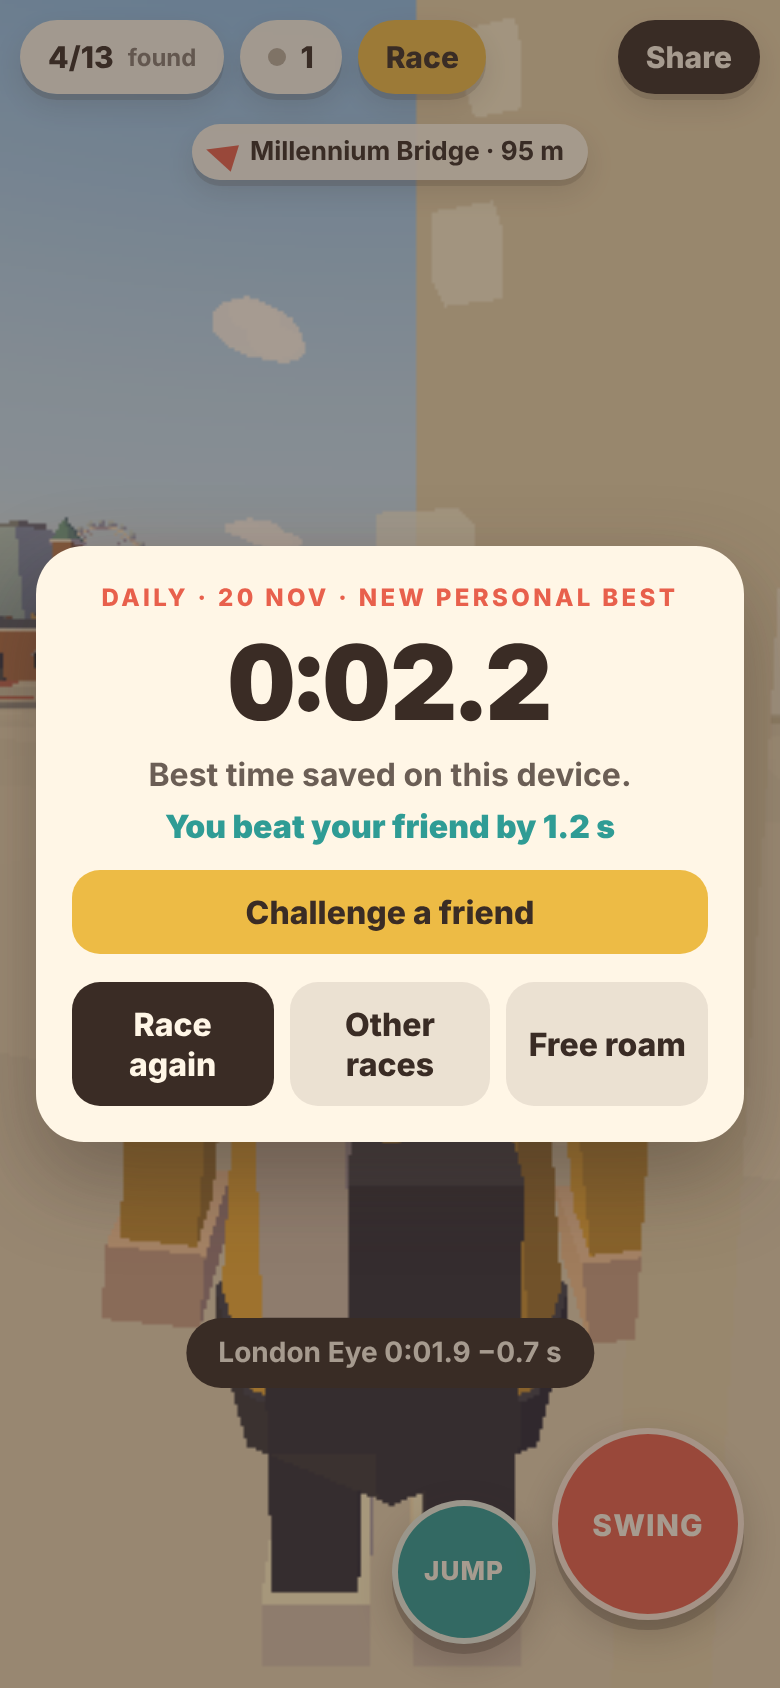 4/13 found
1
Race
Share
Millennium Bridge · 95 m
DAILY · 20 NOV · NEW PERSONAL BEST
0:02.2
Best time saved on this device.
You beat your friend by 1.2 s
Challenge a friend
Race
again
Other
races
Free roam
London Eye 0:01.9 −0.7 s
SWING
JUMP